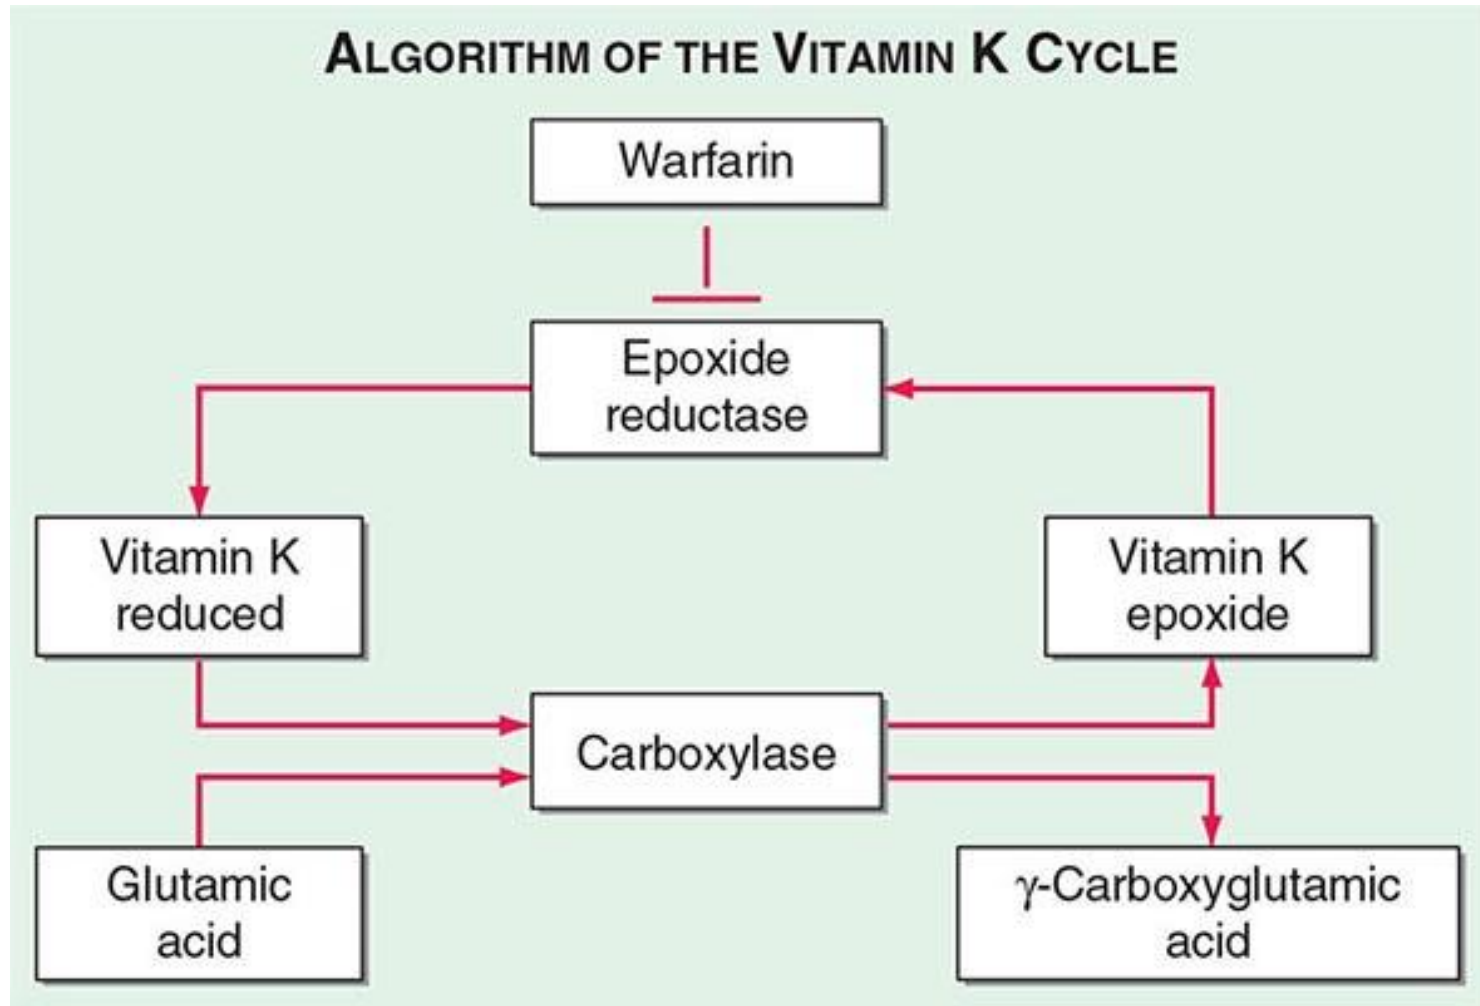 ALGORITHM OF THE VITAMIN K CYCLE
Warfarin
Epoxide
reductase
Vitamin K
reduced
Vitamin K
epoxide
Carboxylase
Glutamic
acid
γ-Carboxyglutamic
acid